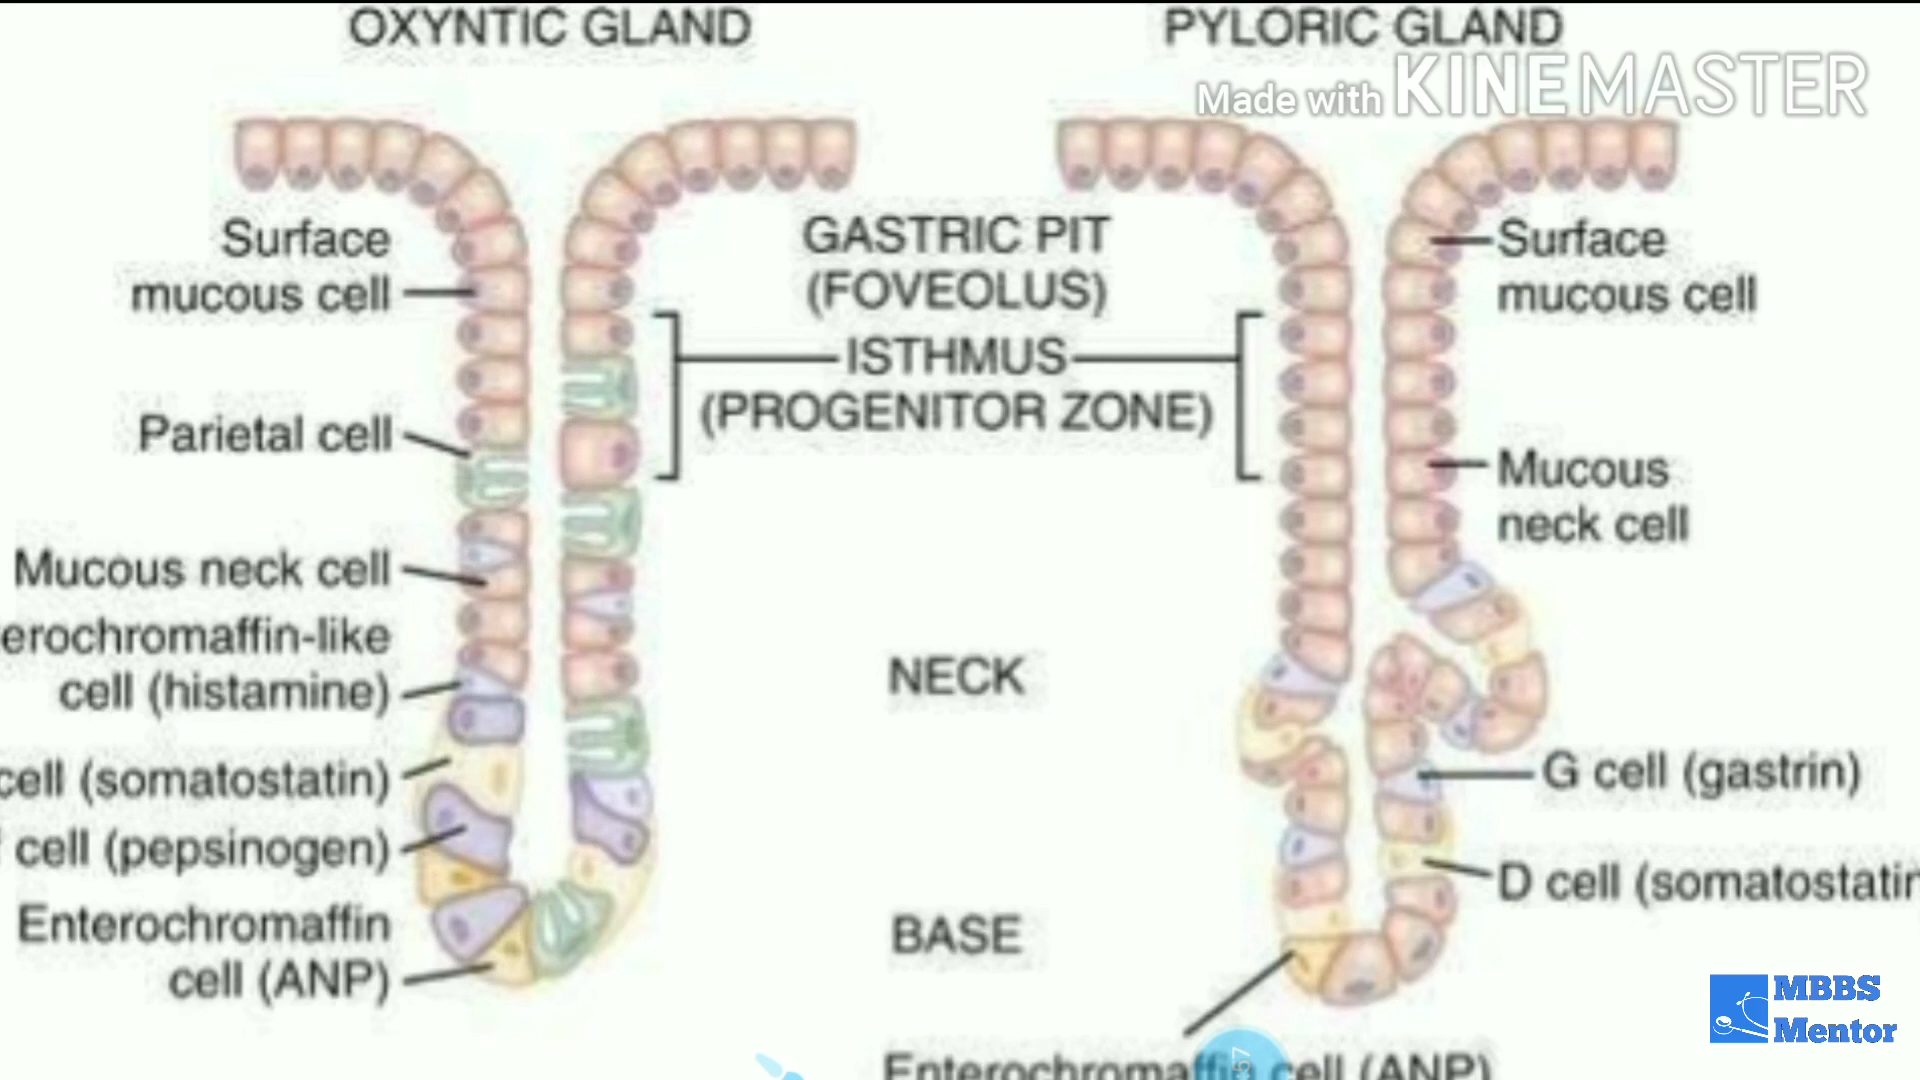 OXYNTIC GLAND
PYLORIC GLAND
Made with KINEMASTER
Surface
mucous cell
Parietal cell
Mucous neck cell
erochromaffin-like
cell (histamine)
cell (somatostatin)
cell (pepsinogen)
Enterochromaffin
cell (ANP)
GASTRIC PIT
(FOVEOLUS)
ISTHMUS
(PROGENITOR ZONE)
NECK
BASE
Surface
mucous cell
Mucous
neck cell
G cell (gastrin)
D cell (somatostatin
Enterochromaffin cell (ANP)
MBBS
Mentor